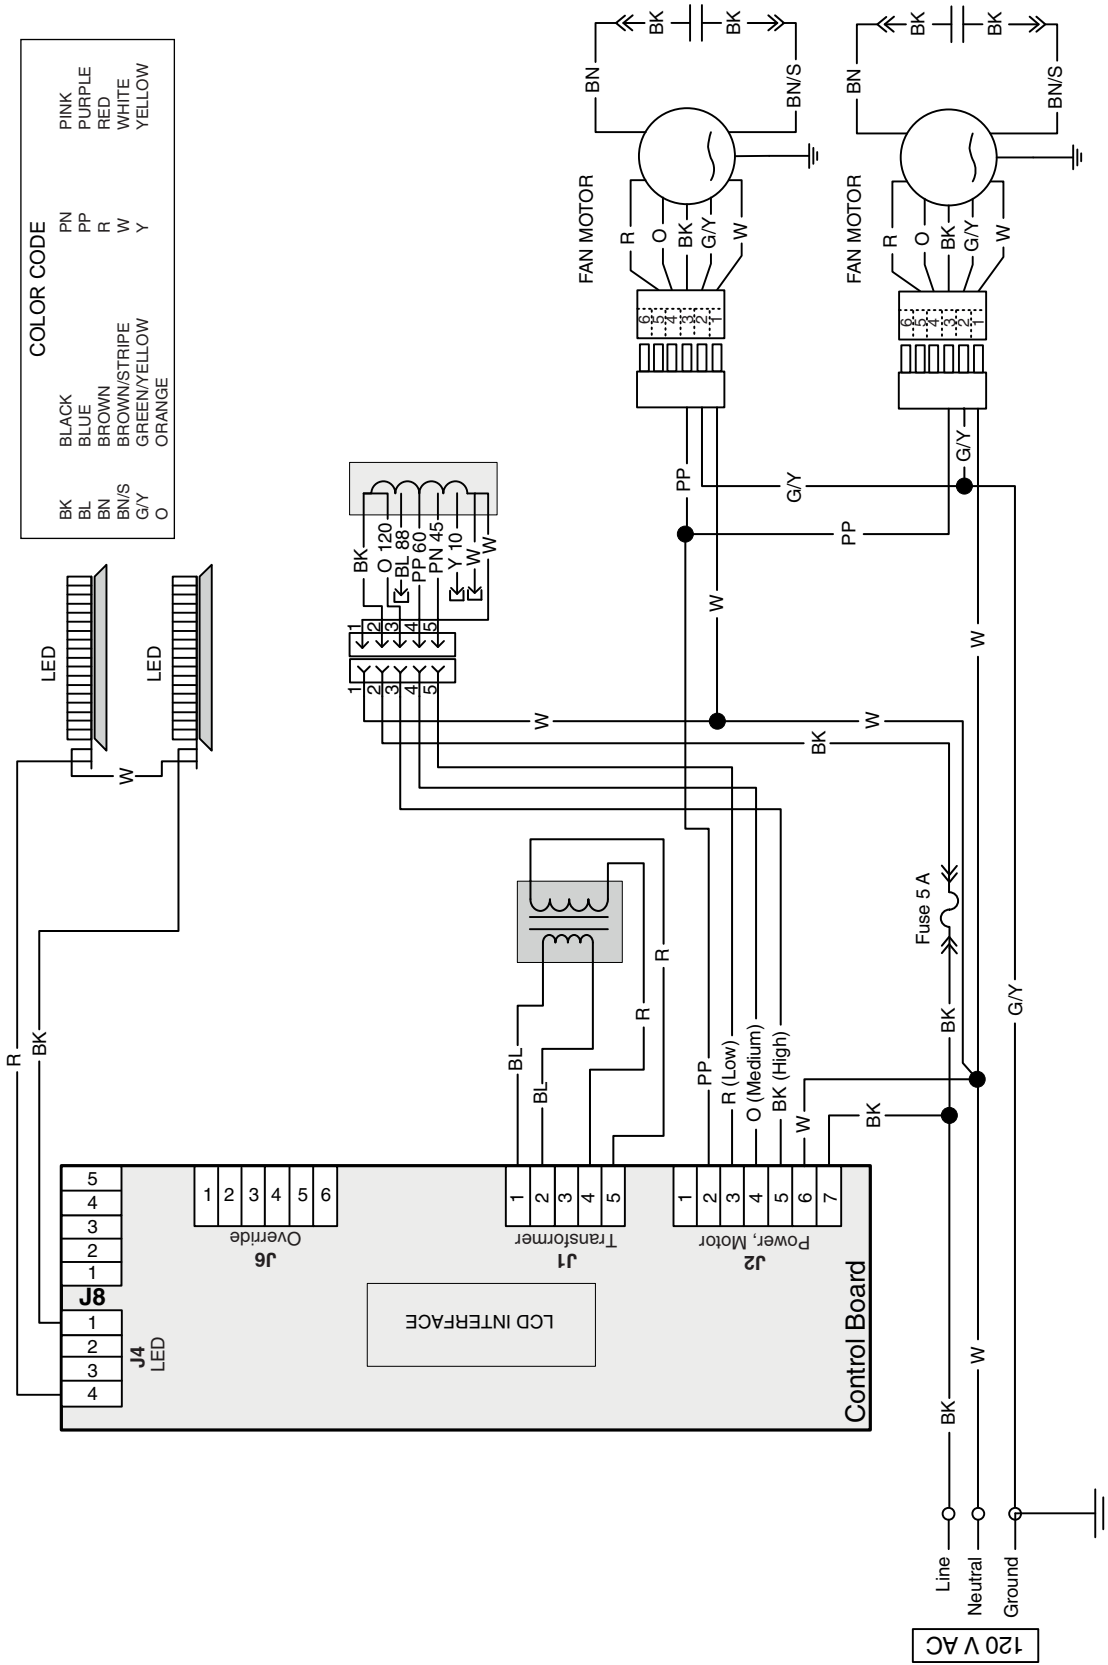 COLOR CODE
BK BLACK PN PINK
BL BLUE PP PURPLE
BN BROWN R RED
BN/S BROWN/STRIPE W WHITE
G/Y GREEN/YELLOW Y YELLOW
O ORANGE
LED
LED
W
R
BK
5
4
3
2
1
J8
1
2
3
4
J4
LED
1
2
3
4
5
6
Override
J6
1
2
3
4
5
Transformer
J1
1
2
3
4
5
6
7
Power, Motor
J2
LCD INTERFACE
Control Board
BL
BL
R
R
PP
R (Low)
O (Medium)
BK (High)
W
BK
BK
O 120
BL 88
PP 60
PN 45
Y 10
W
W
1
2
3
4
5
1
2
3
4
5
W
W
BK
W
PP
G/Y
PP
G/Y
W
FAN MOTOR
R
O
BK
G/Y
W
6
5
4
3
2
1
BN
BK
BK
BN/S
FAN MOTOR
R
O
BK
G/Y
W
6
5
4
3
2
1
BN
BK
BK
BN/S
Fuse 5 A
BK
G/Y
BK
W
Line
Neutral
Ground
120 V AC